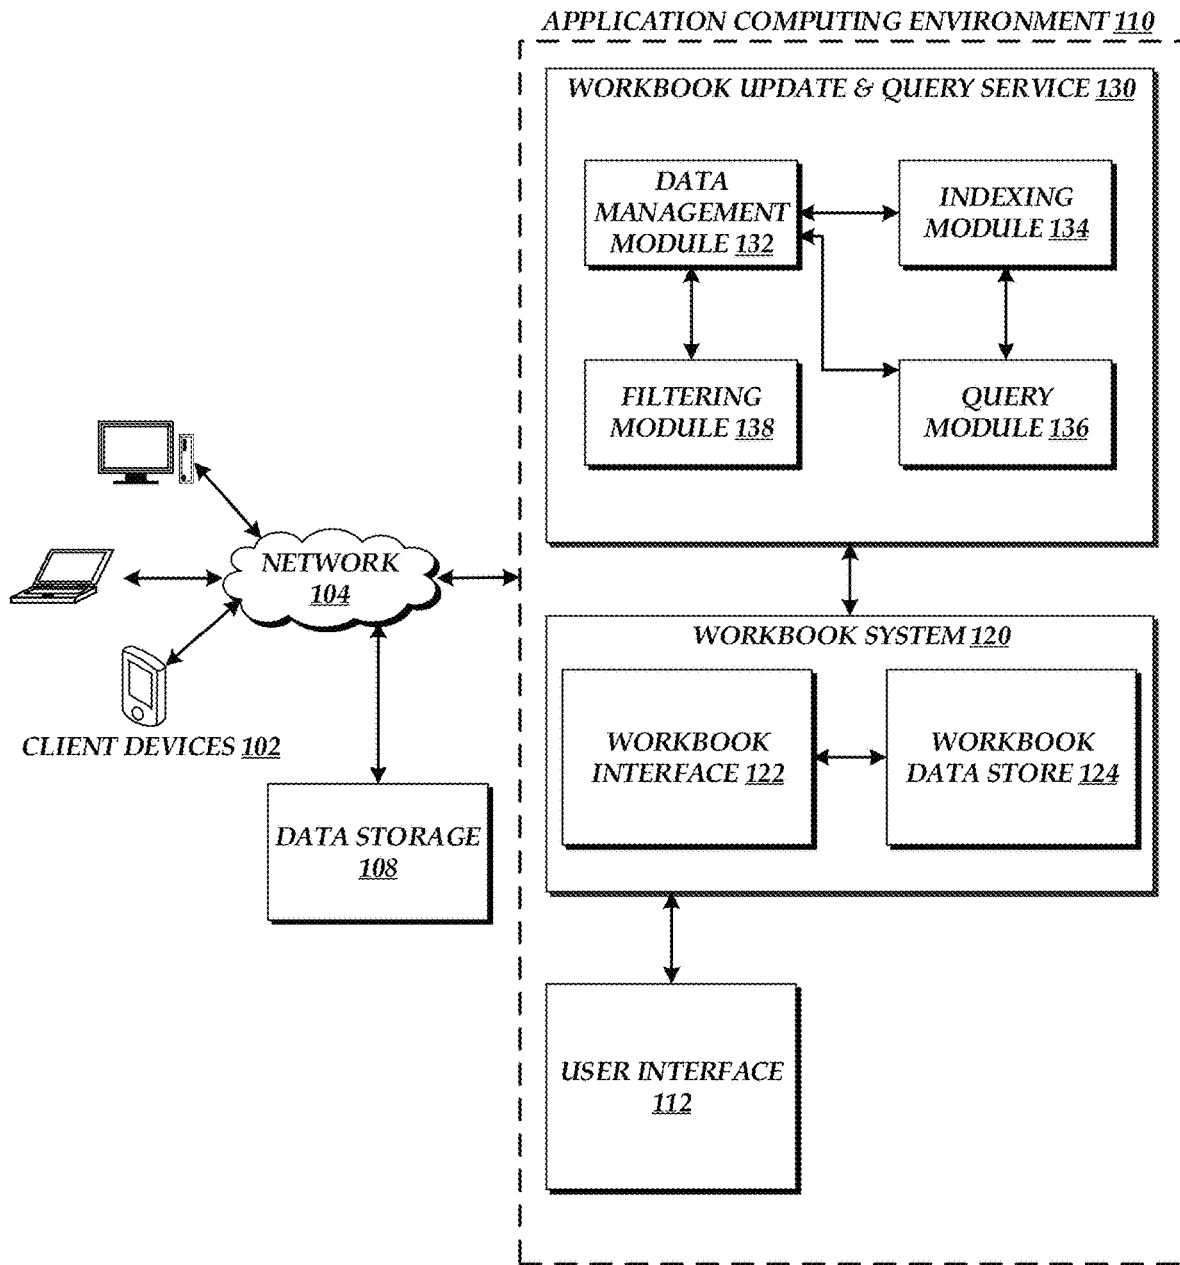 APPLICATION COMPUTING ENVIRONMENT 110
WORKBOOK UPDATE & QUERY SERVICE 130
DATA
MANAGEMENT
MODULE 132
INDEXING
MODULE 134
FILTERING
MODULE 138
QUERY
MODULE 136
NETWORK
104
CLIENT DEVICES 102
DATA STORAGE
108
WORKBOOK SYSTEM 120
WORKBOOK
INTERFACE 122
WORKBOOK
DATA STORE 124
USER INTERFACE
112